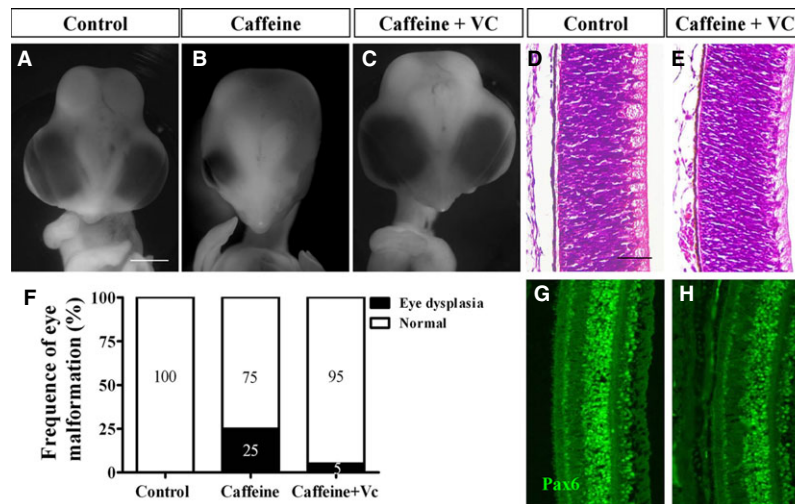 Control
Caffeine
Caffeine + VC
Control
Caffeine + VC
A
B
C
D
E
F
Frequence of eye
malformation (%)
100
75
50
25
0
100
75
25
95
5
Control
Caffeine
Caffeine+Vc
Eye dysplasia
Normal
G
H
Pax6